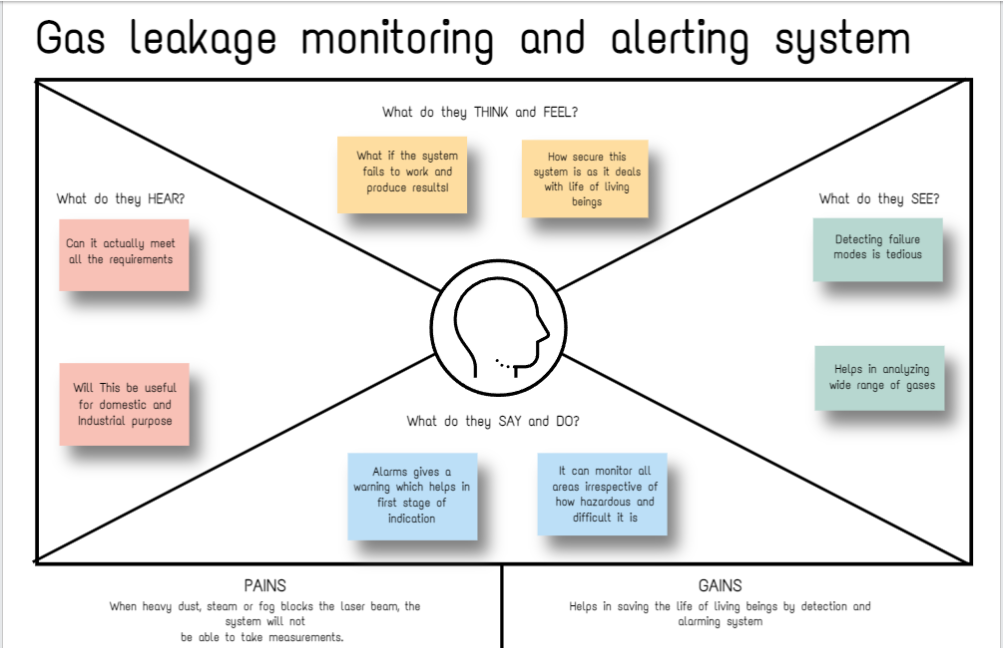 Gas leakage monitoring and alerting system
What do they THINK and FEEL?
What if the system
fails to work and
produce results!
How secure this
system is as it deals
with life of living
beings
What do they HEAR?
Can it actually meet
all the requirements
Will This be useful
for domestic and
Industrial purpose
What do they SEE?
Detecting failure
modes is tedious
Helps in analyzing
wide range of gases
What do they SAY and DO?
Alarms gives a
warning which helps in
first stage of
indication
It can monitor all
areas irrespective of
how hazardous and
difficult it is
PAINS
When heavy dust, steam or fog blocks the laser beam, the
system will not
be able to take measurements.
GAINS
Helps in saving the life of living beings by detection and
alarming system